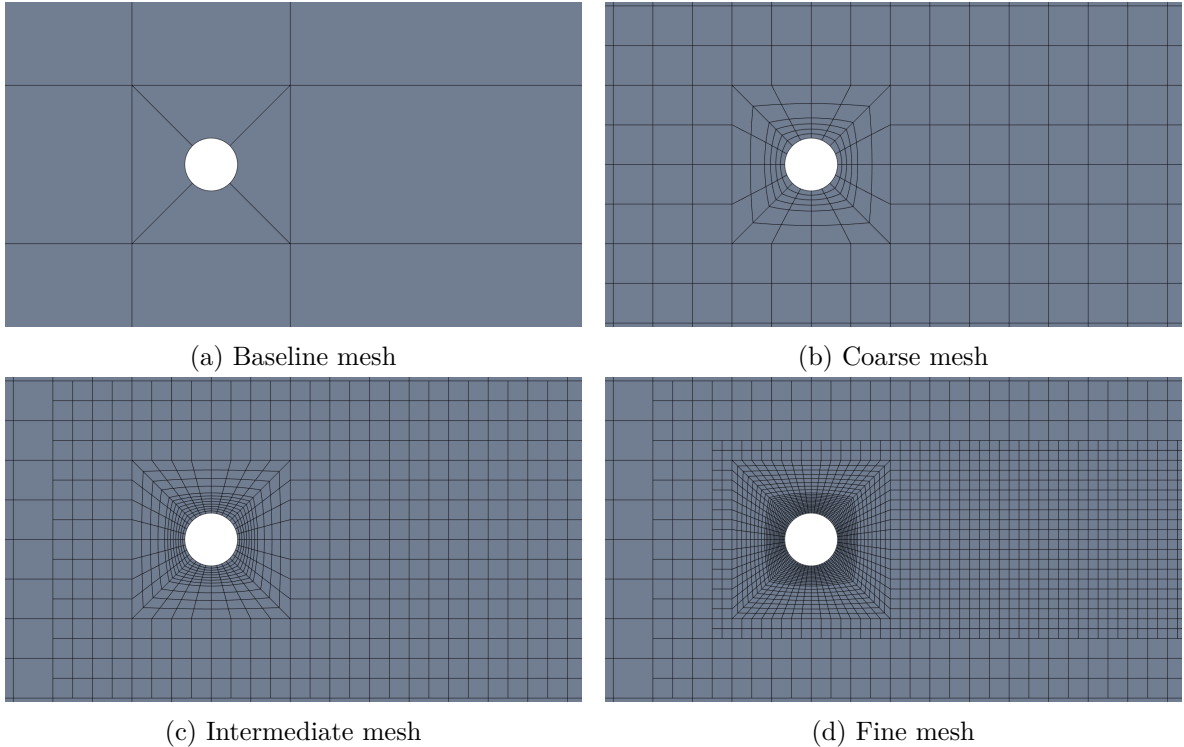 (a) Baseline mesh
(b) Coarse mesh
(c) Intermediate mesh
(d) Fine mesh